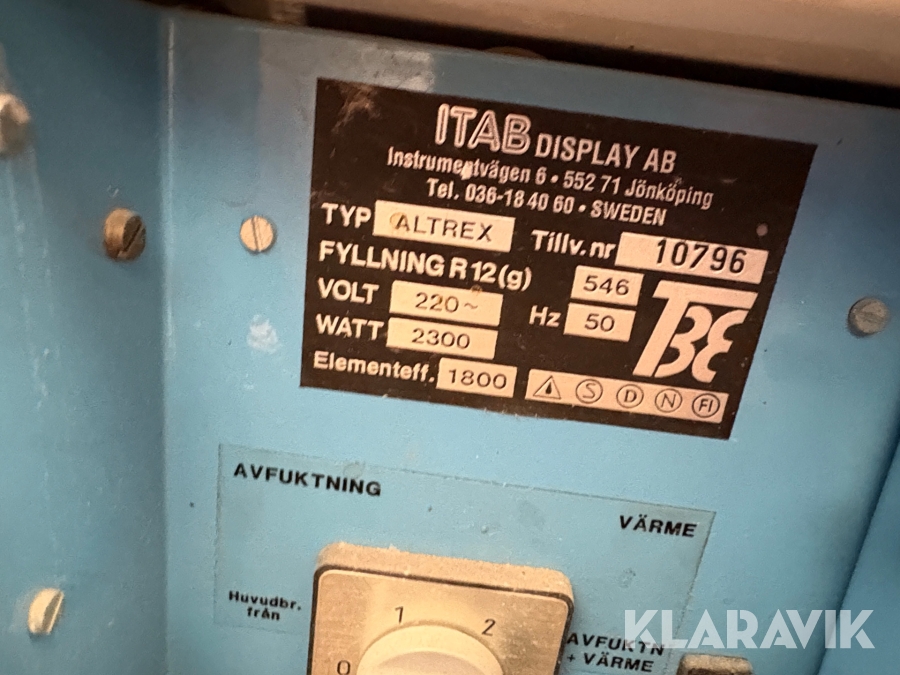 ITAB DISPLAY AB
Instrumentvägen 6 • 552 71 Jönköping
Tel. 036-18 40 60 • SWEDEN
TYP ALTREX Tillv.nr 10796
FYLLNING R 12 (g) 546
VOLT 220~ Hz 50
WATT 2300
Elementeff. 1800
TBE
S D N FI
AVFUKTNING
VÄRME
Huvudbr.
från
0 1 2
AVFUKTN
+ VÄRME
KLARAVIK